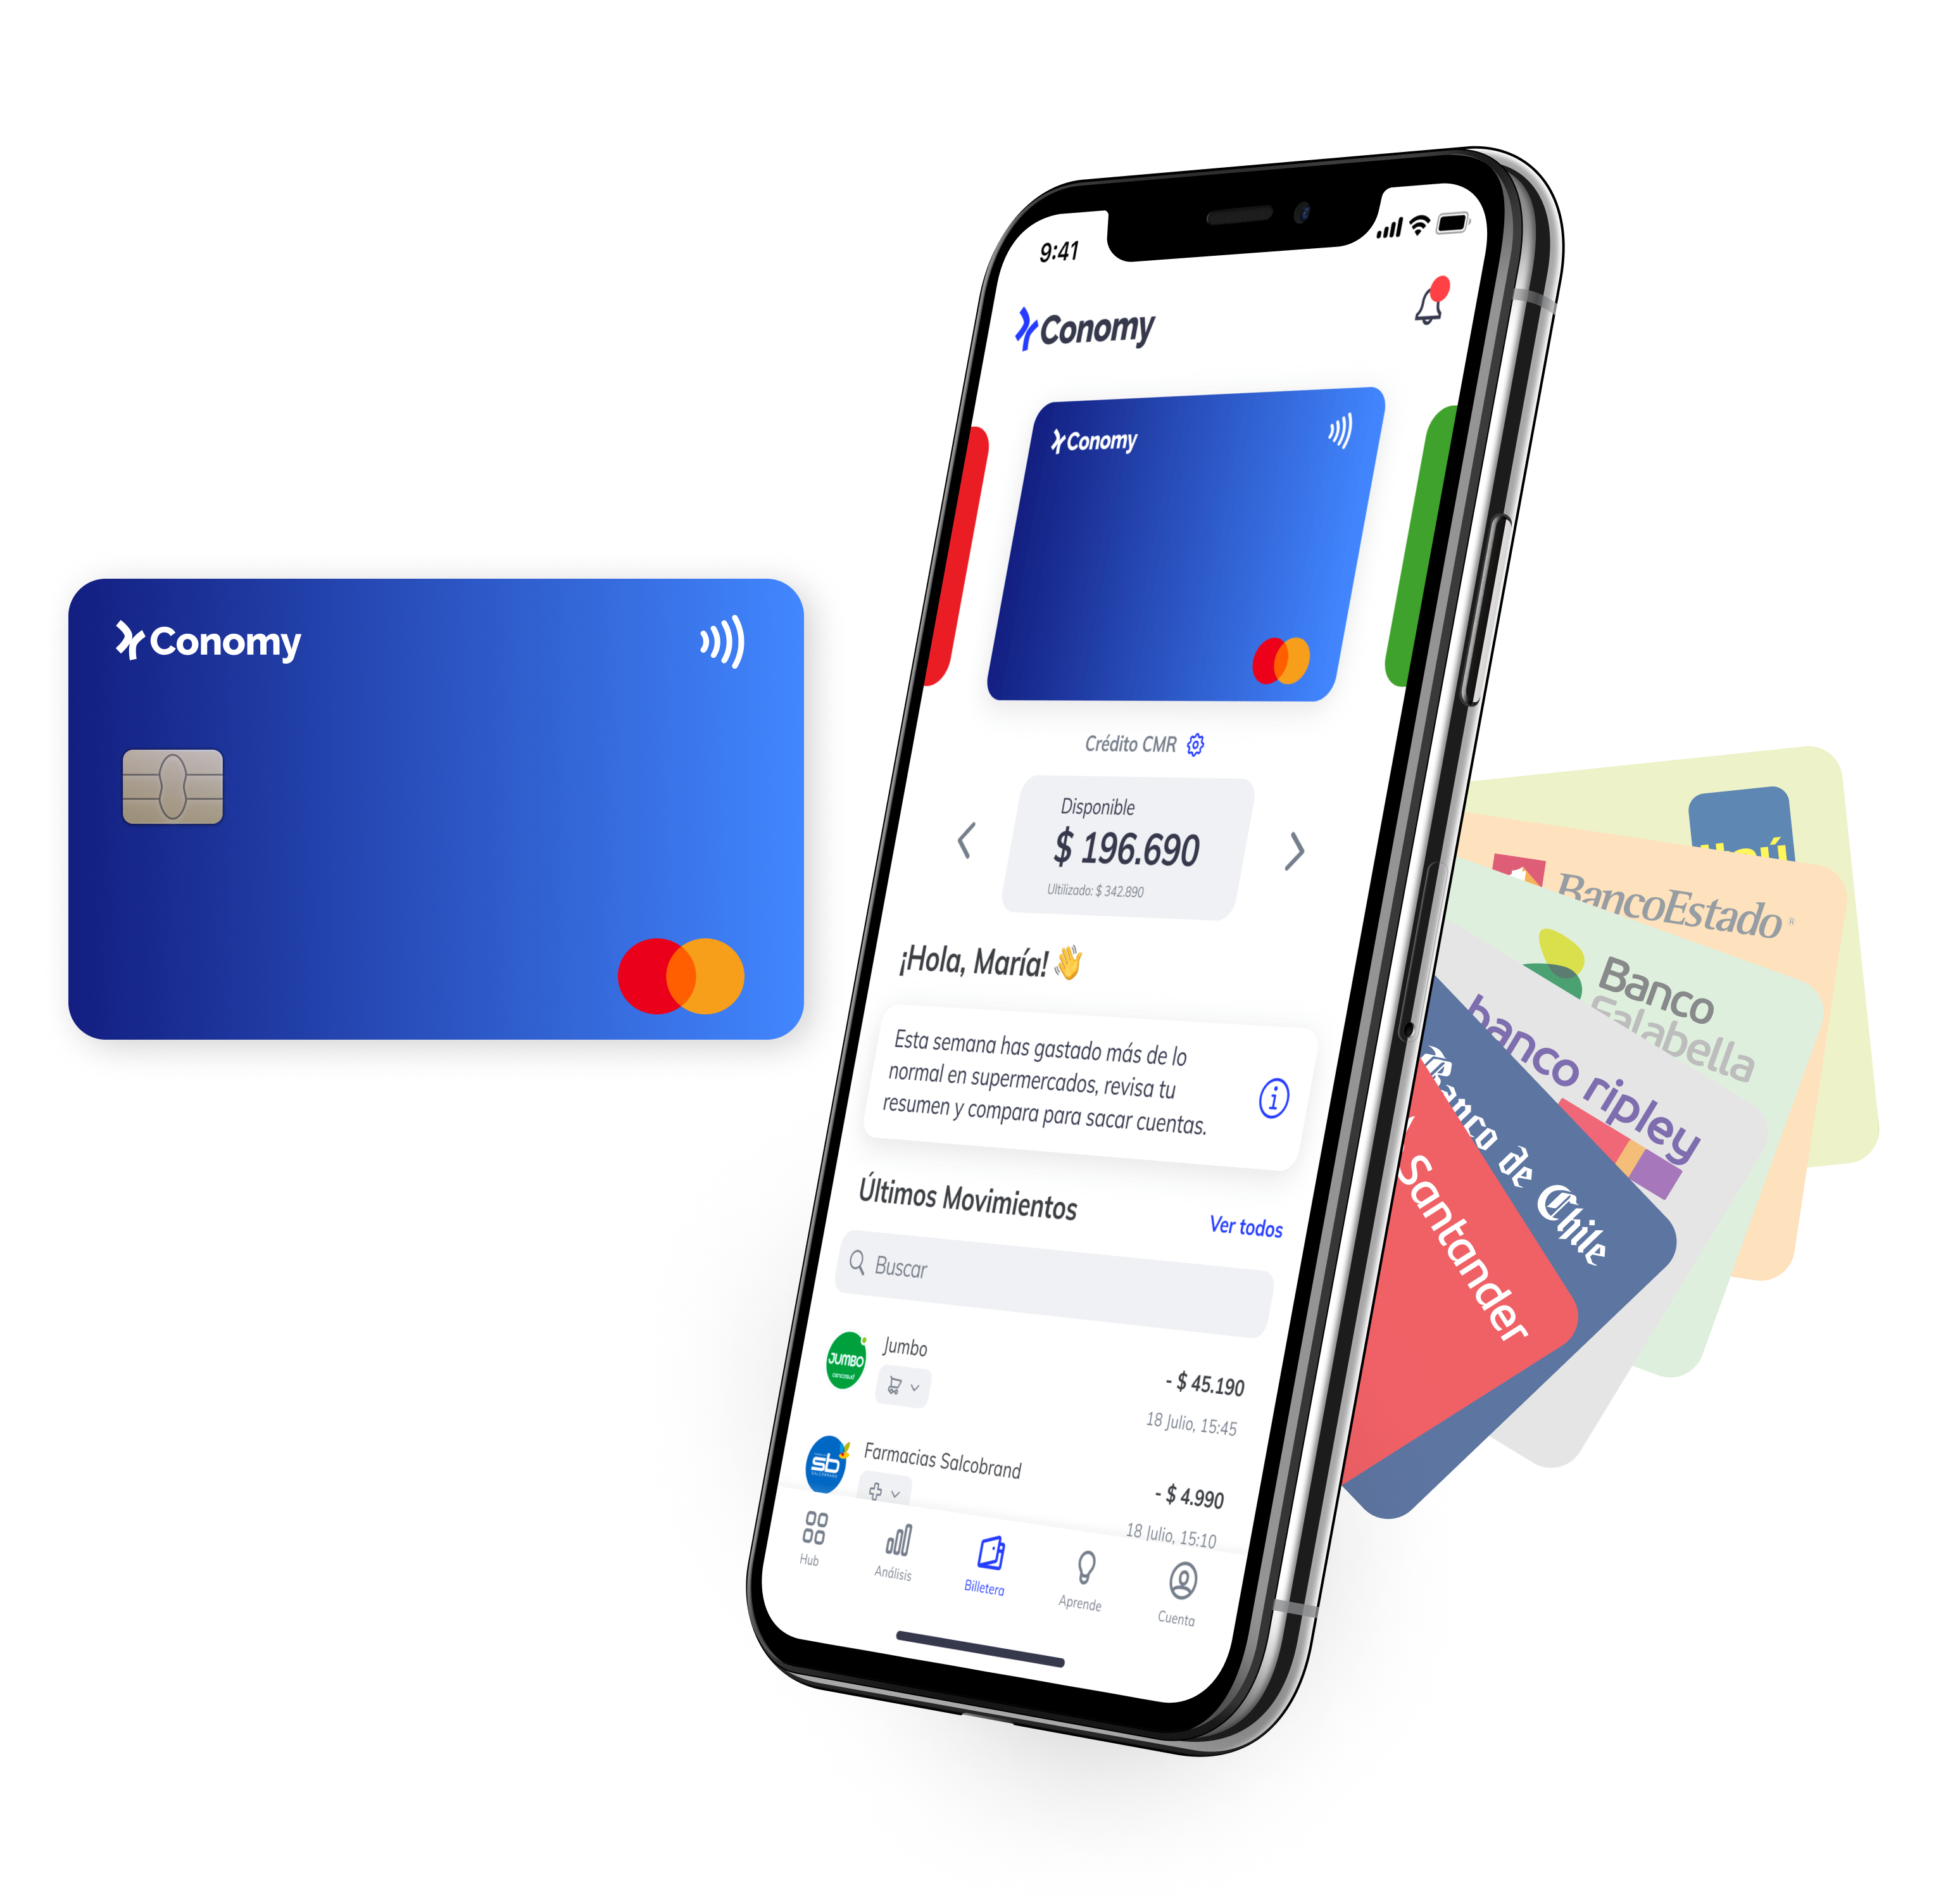 Conomy
9:41
Conomy
Conomy
Crédito CMR
Disponible
$ 196.690
Ultilizado: $ 342.890
¡Hola, María!
Esta semana has gastado más de lo
normal en supermercados, revisa tu
resumen y compara para sacar cuentas.
Últimos Movimientos
Ver todos
Buscar
JUMBO
cencosud
Jumbo
- $ 45.190
18 Julio, 15:45
sb
SALCOBRAND
Farmacias Salcobrand
- $ 4.990
18 Julio, 15:10
Hub
Análisis
Billetera
Aprende
Cuenta
BancoEstado
Banco
Falabella
banco ripley
Banco de Chile
Santander